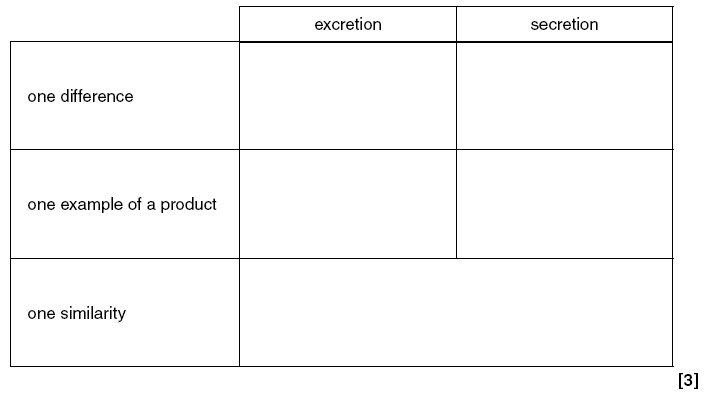 excretion secretion
one difference
one example of a product
one similarity
[3]